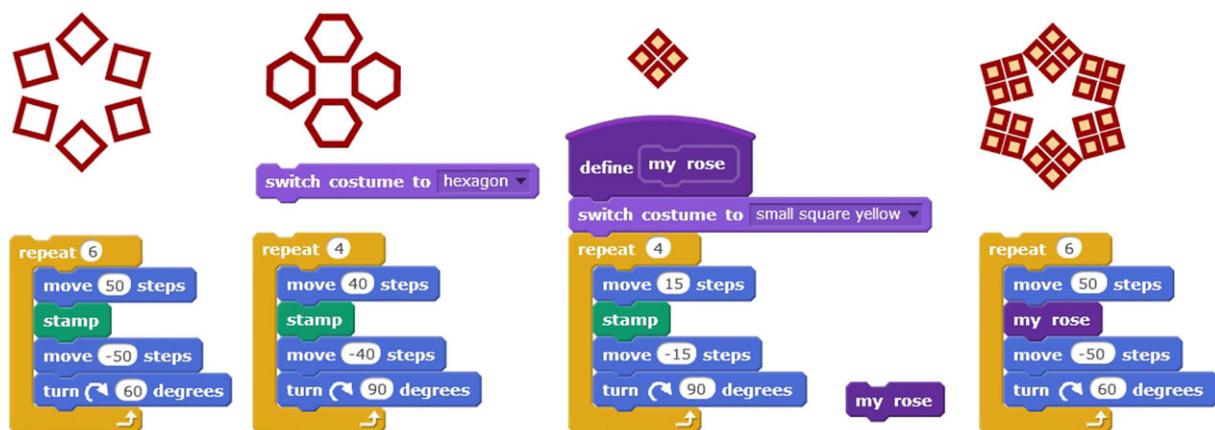 switch costume to hexagon
define my rose
switch costume to small square yellow
repeat 6
move 50 steps
stamp
move -50 steps
turn 60 degrees
repeat 4
move 40 steps
stamp
move -40 steps
turn 90 degrees
repeat 4
move 15 steps
stamp
move -15 steps
turn 90 degrees
my rose
repeat 6
move 50 steps
my rose
move -50 steps
turn 60 degrees